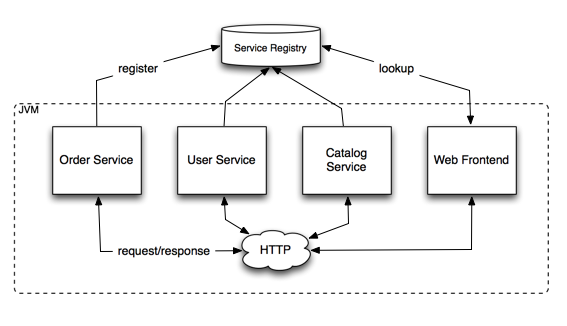 Service Registry
register
lookup
JVM
Order Service
User Service
Catalog
Service
Web Frontend
request/response
HTTP